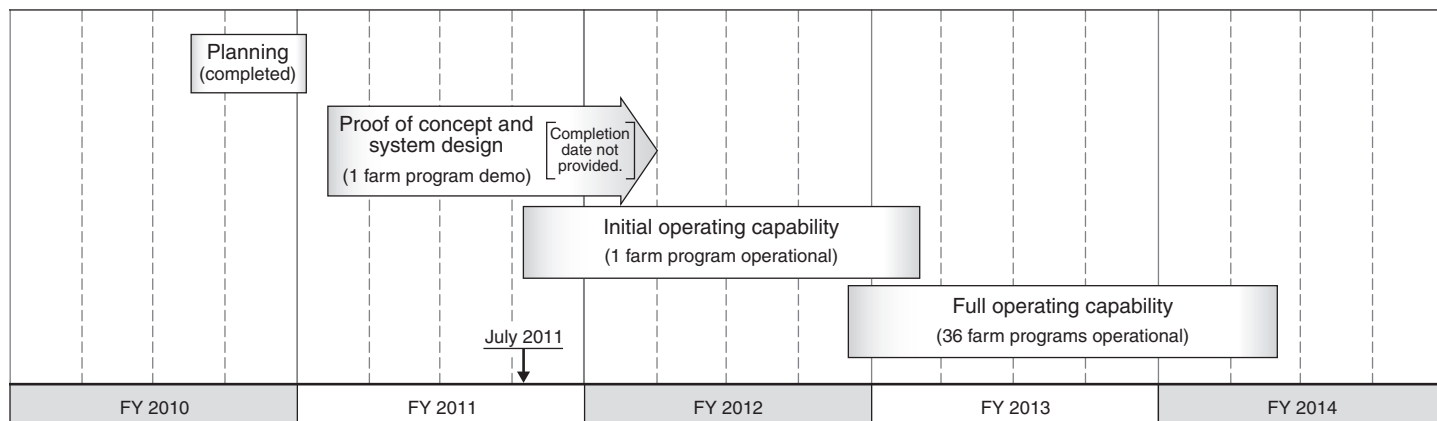 Planning
(completed)
Proof of concept and
system design
(1 farm program demo)
Completion
date not
provided.
Initial operating capability
(1 farm program operational)
Full operating capability
(36 farm programs operational)
July 2011
FY 2010
FY 2011
FY 2012
FY 2013
FY 2014